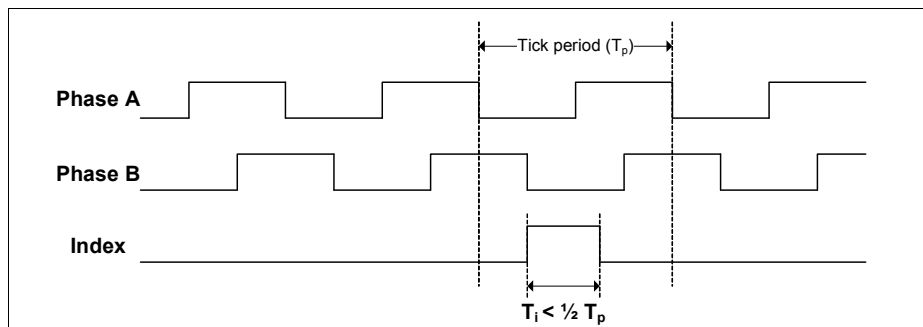 Tick period (Tp)
Phase A
Phase B
Index
Ti < ½ Tp